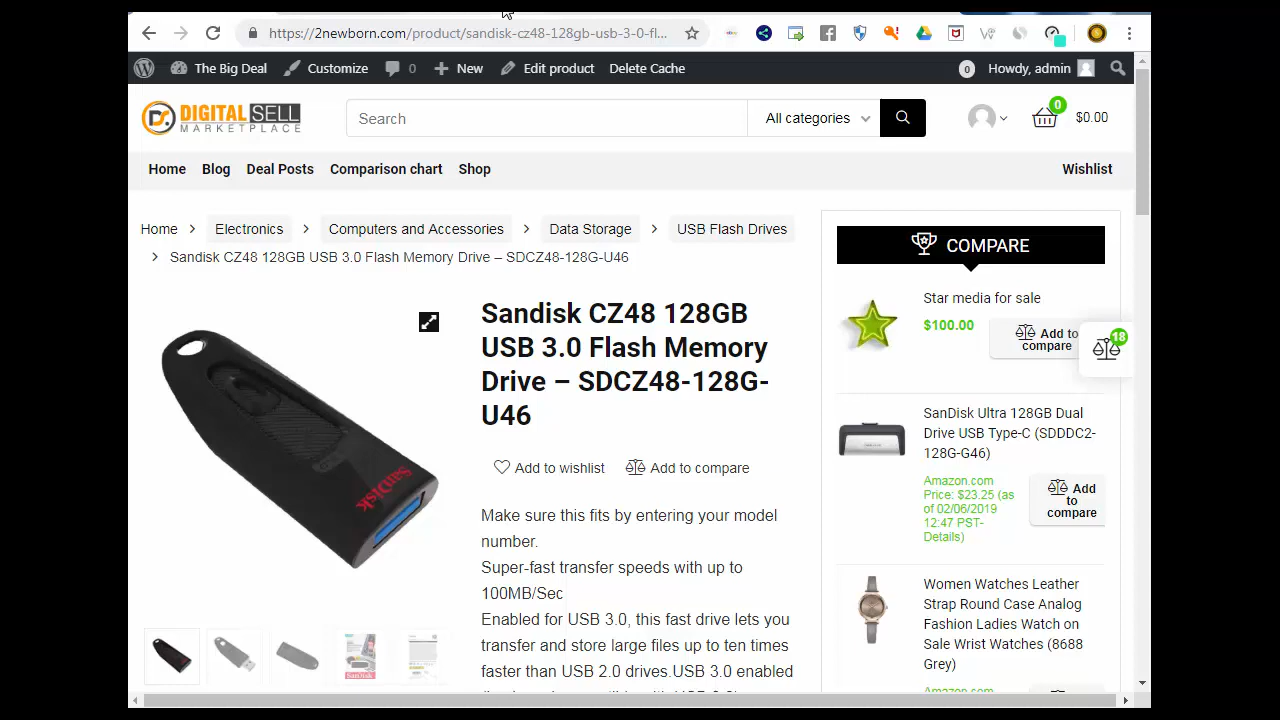 https://2newborn.com/product/sandisk-cz48-128gb-usb-3-0-fl...
The Big Deal
Customize
0
New
Edit product
Delete Cache
0
Howdy, admin
DIGITAL SELL
MARKETPLACE
Search
All categories
0
$0.00
Home
Blog
Deal Posts
Comparison chart
Shop
Wishlist
Home
Electronics
Computers and Accessories
Data Storage
USB Flash Drives
Sandisk CZ48 128GB USB 3.0 Flash Memory Drive – SDCZ48-128G-U46
SanDisk
Sandisk CZ48 128GB
USB 3.0 Flash Memory
Drive – SDCZ48-128G-
U46
Add to wishlist
Add to compare
Make sure this fits by entering your model
number.
Super-fast transfer speeds with up to
100MB/Sec
Enabled for USB 3.0, this fast drive lets you
transfer and store large files up to ten times
faster than USB 2.0 drives.USB 3.0 enabled
COMPARE
Star media for sale
$100.00
Add to
compare
18
SanDisk Ultra 128GB Dual
Drive USB Type-C (SDDDC2-
128G-G46)
Amazon.com
Price: $23.25 (as
of 02/06/2019
12:47 PST-
Details)
Add
to
compare
Women Watches Leather
Strap Round Case Analog
Fashion Ladies Watch on
Sale Wrist Watches (8688
Grey)
Amazon.com